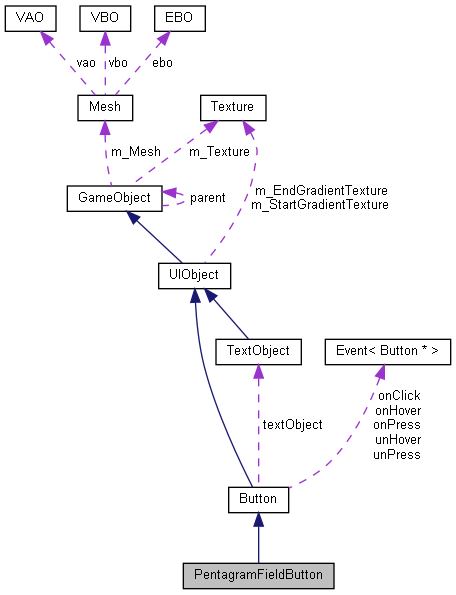 VAO
VBO
EBO
vao
vbo
ebo
Mesh
Texture
m_Mesh
m_Texture
GameObject
parent
m_EndGradientTexture
m_StartGradientTexture
UIObject
TextObject
Event< Button * >
textObject
onClick
onHover
onPress
unHover
unPress
Button
PentagramFieldButton